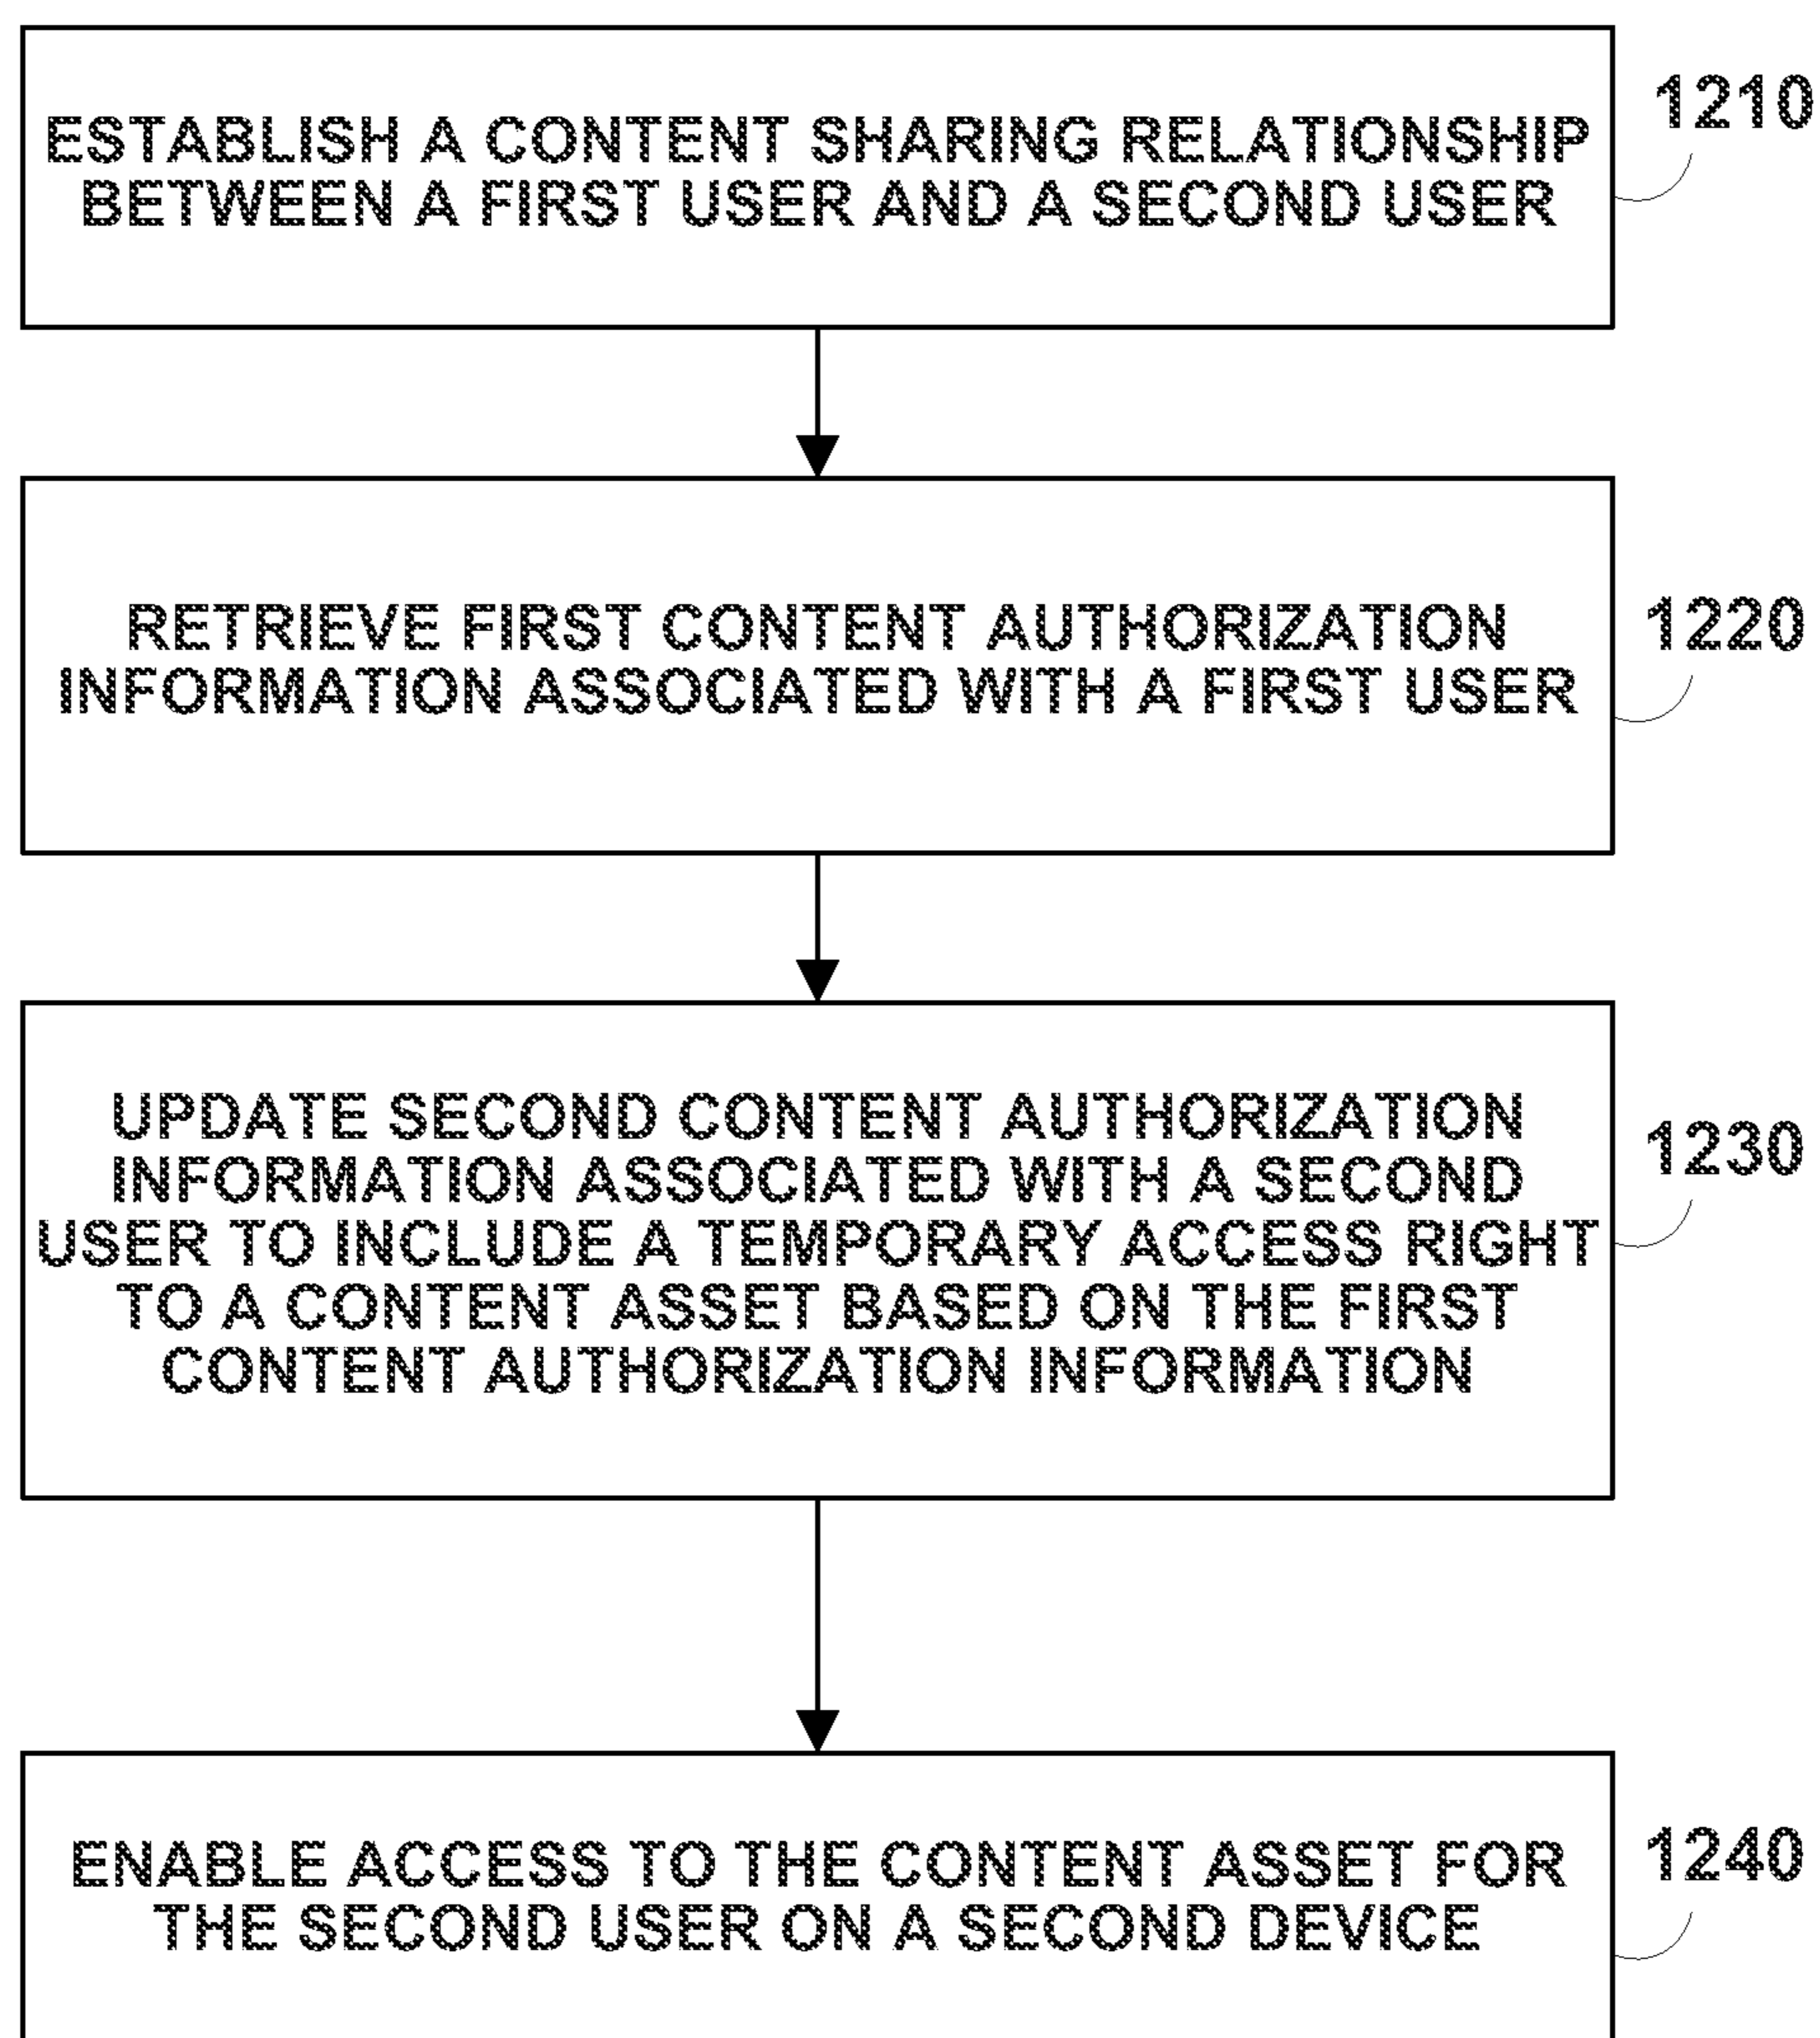 ESTABLISH A CONTENT SHARING RELATIONSHIP
BETWEEN A FIRST USER AND A SECOND USER
1210
RETRIEVE FIRST CONTENT AUTHORIZATION
INFORMATION ASSOCIATED WITH A FIRST USER
1220
UPDATE SECOND CONTENT AUTHORIZATION
INFORMATION ASSOCIATED WITH A SECOND
USER TO INCLUDE A TEMPORARY ACCESS RIGHT
TO A CONTENT ASSET BASED ON THE FIRST
CONTENT AUTHORIZATION INFORMATION
1230
ENABLE ACCESS TO THE CONTENT ASSET FOR
THE SECOND USER ON A SECOND DEVICE
1240